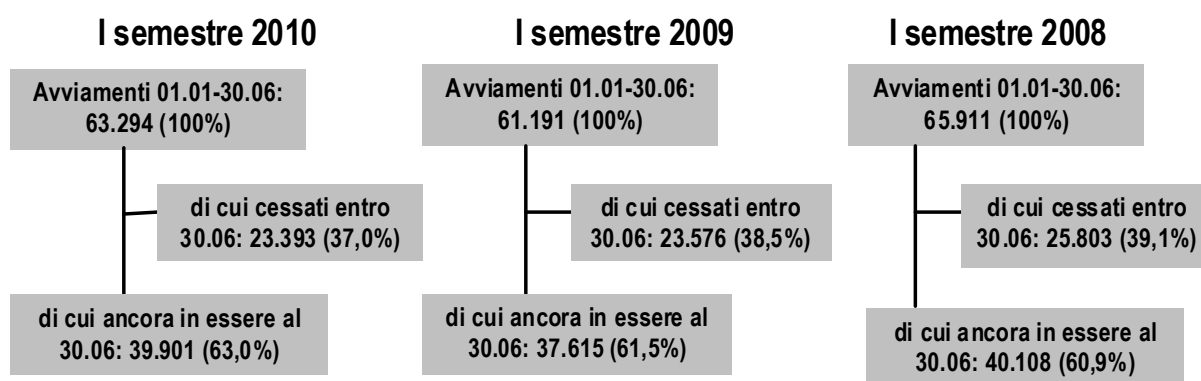 I semestre 2010
Avviamenti 01.01-30.06:
63.294 (100%)
di cui cessati entro
30.06: 23.393 (37,0%)
di cui ancora in essere al
30.06: 39.901 (63,0%)
I semestre 2009
Avviamenti 01.01-30.06:
61.191 (100%)
di cui cessati entro
30.06: 23.576 (38,5%)
di cui ancora in essere al
30.06: 37.615 (61,5%)
I semestre 2008
Avviamenti 01.01-30.06:
65.911 (100%)
di cui cessati entro
30.06: 25.803 (39,1%)
di cui ancora in essere al
30.06: 40.108 (60,9%)